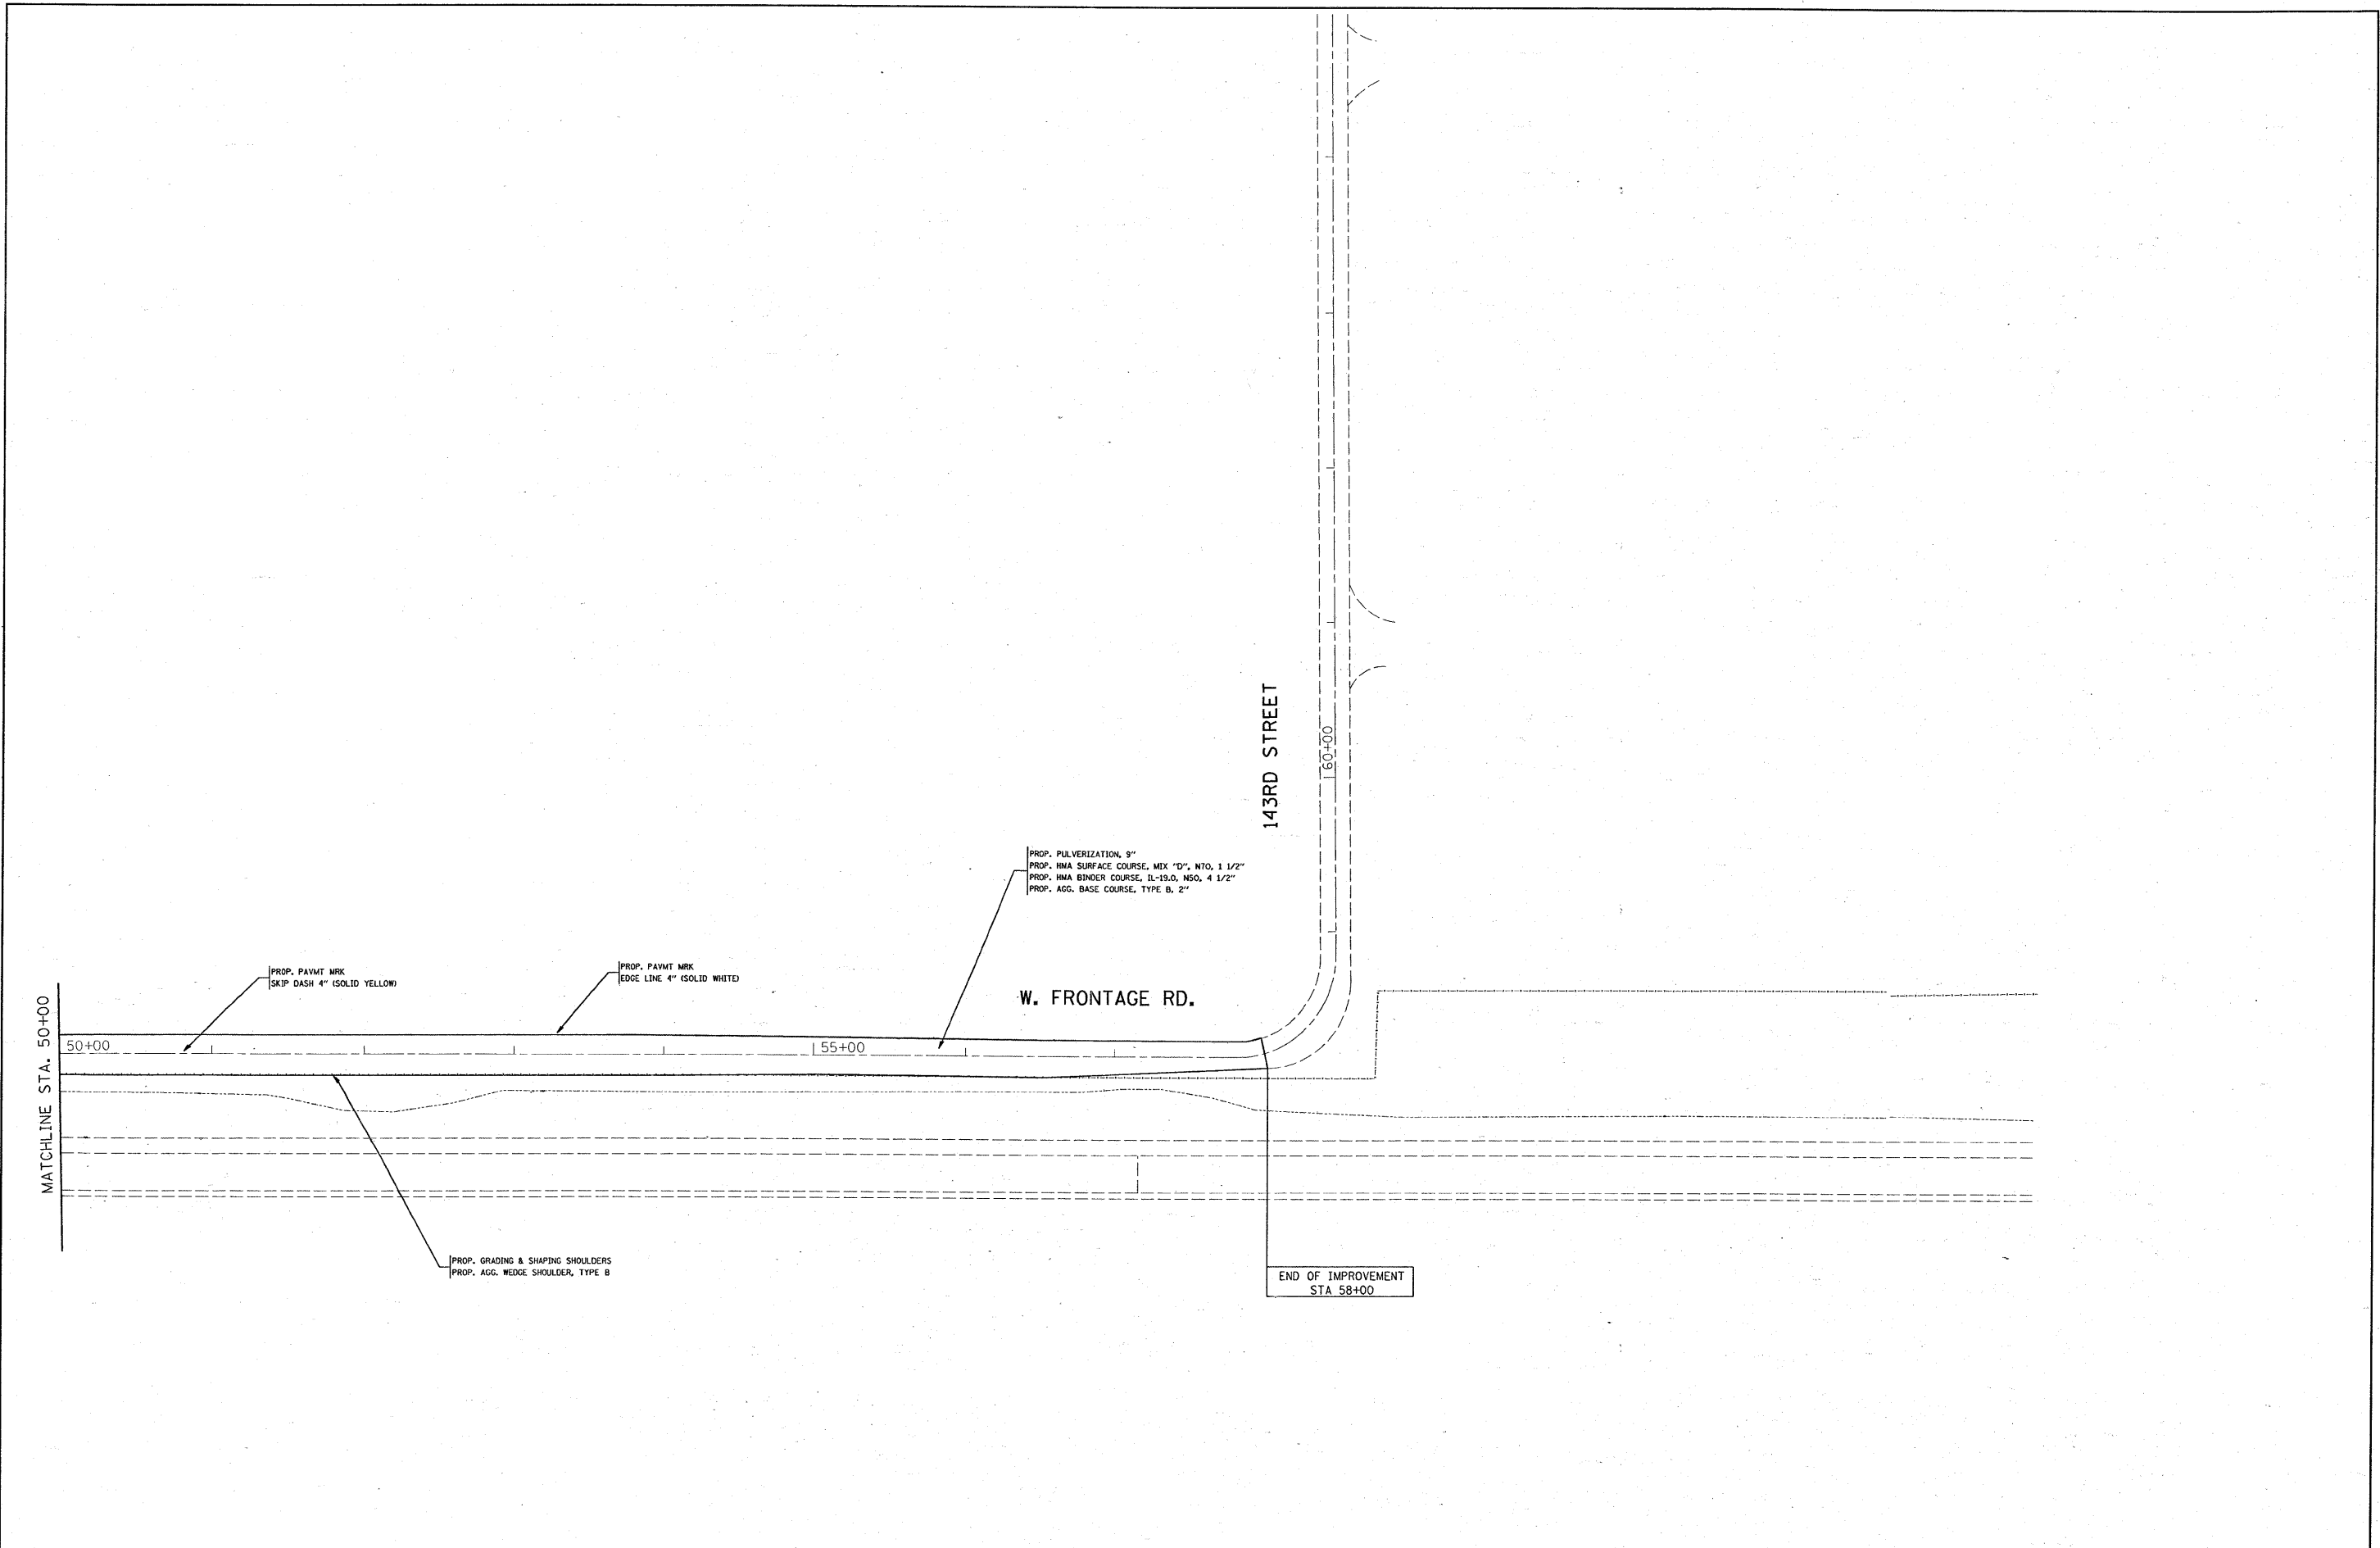 143RD STREET
60+00
PROP. PULVERIZATION, 9"
PROP. HMA SURFACE COURSE, MIX "D", N70, 1 1/2"
PROP. HMA BINDER COURSE, IL-19.0, N50, 4 1/2"
PROP. AGG. BASE COURSE, TYPE B, 2"
PROP. PAVMT MRK
SKIP DASH 4" (SOLID YELLOW)
PROP. PAVMT MRK
EDGE LINE 4" (SOLID WHITE)
W. FRONTAGE RD.
MATCHLINE STA. 50+00
50+00
55+00
PROP. GRADING & SHAPING SHOULDERS
PROP. AGG. WEDGE SHOULDER, TYPE B
END OF IMPROVEMENT
STA 58+00